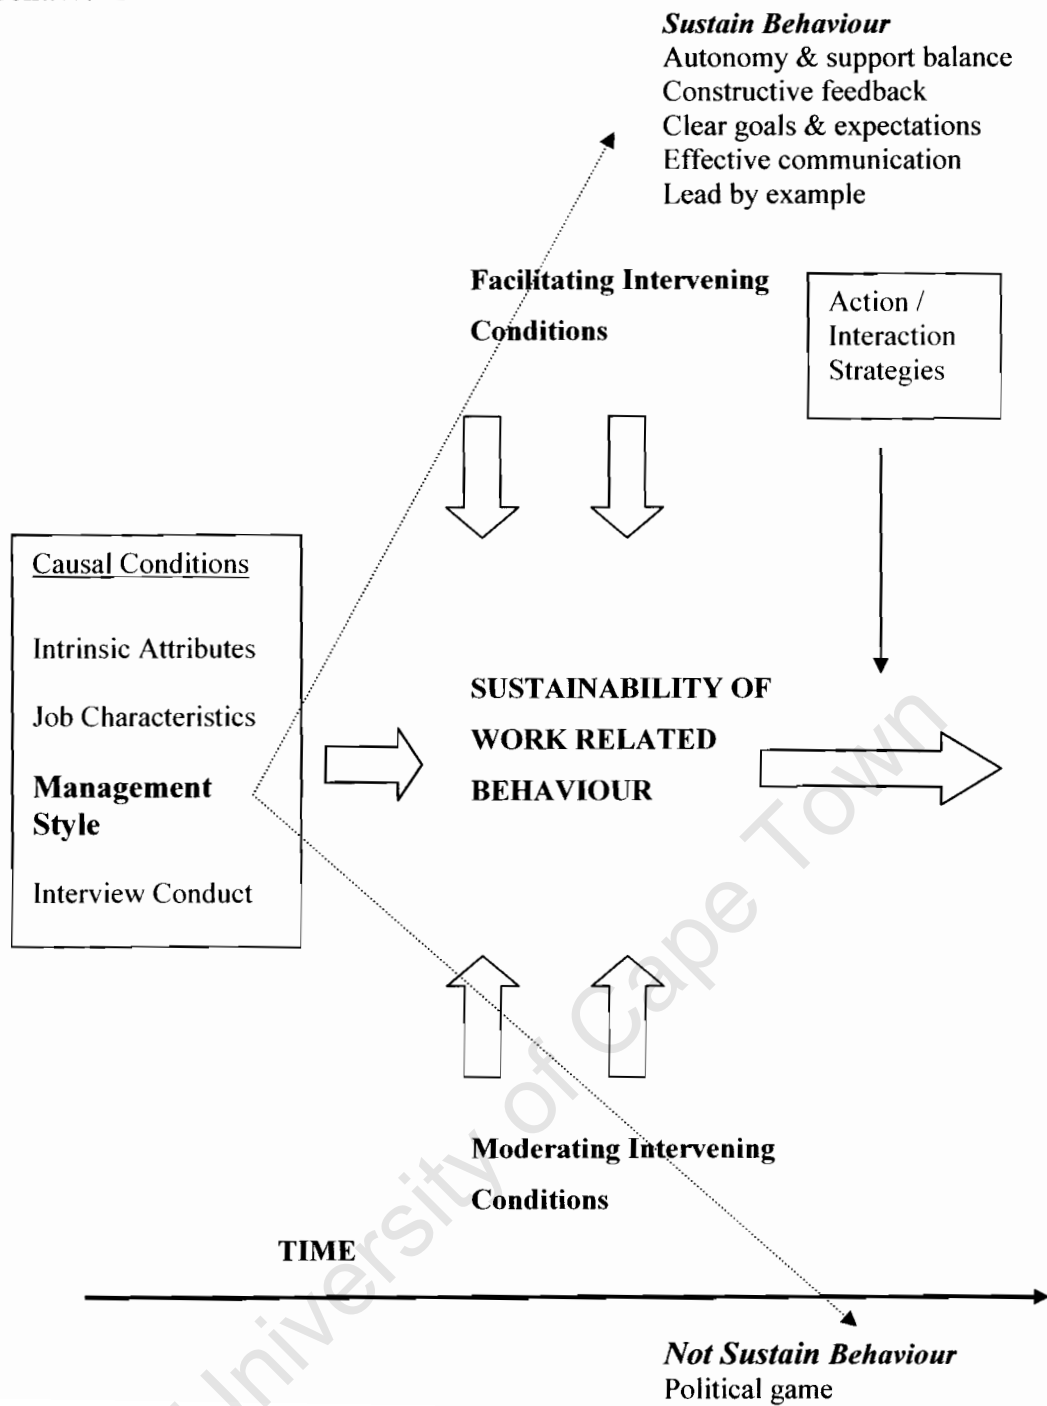 Sustain Behaviour
Autonomy & support balance
Constructive feedback
Clear goals & expectations
Effective communication
Lead by example
Facilitating Intervening
Conditions
Action /
Interaction
Strategies
Causal Conditions
Intrinsic Attributes
Job Characteristics
Management
Style
Interview Conduct
SUSTAINABILITY OF
WORK RELATED
BEHAVIOUR
Moderating Intervening
Conditions
TIME
Not Sustain Behaviour
Political game
University of Cape Town